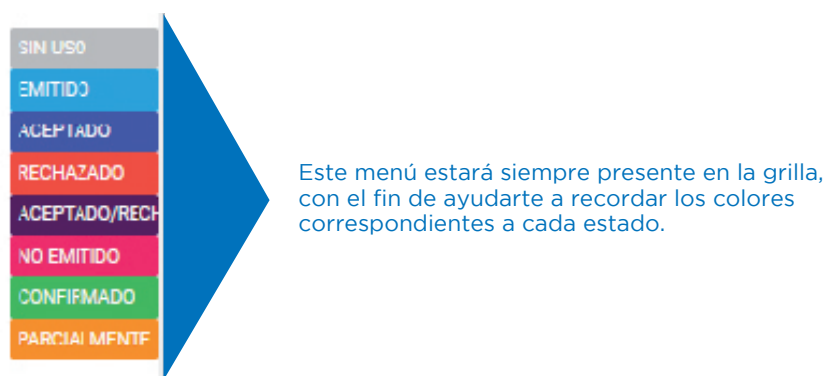 SIN USO
EMITIDO
ACEPTADO
RECHAZADO
ACEPTADO/RECH
NO EMITIDO
CONFIRMADO
PARCIALMENTE
Este menú estará siempre presente en la grilla,
con el fin de ayudarte a recordar los colores
correspondientes a cada estado.